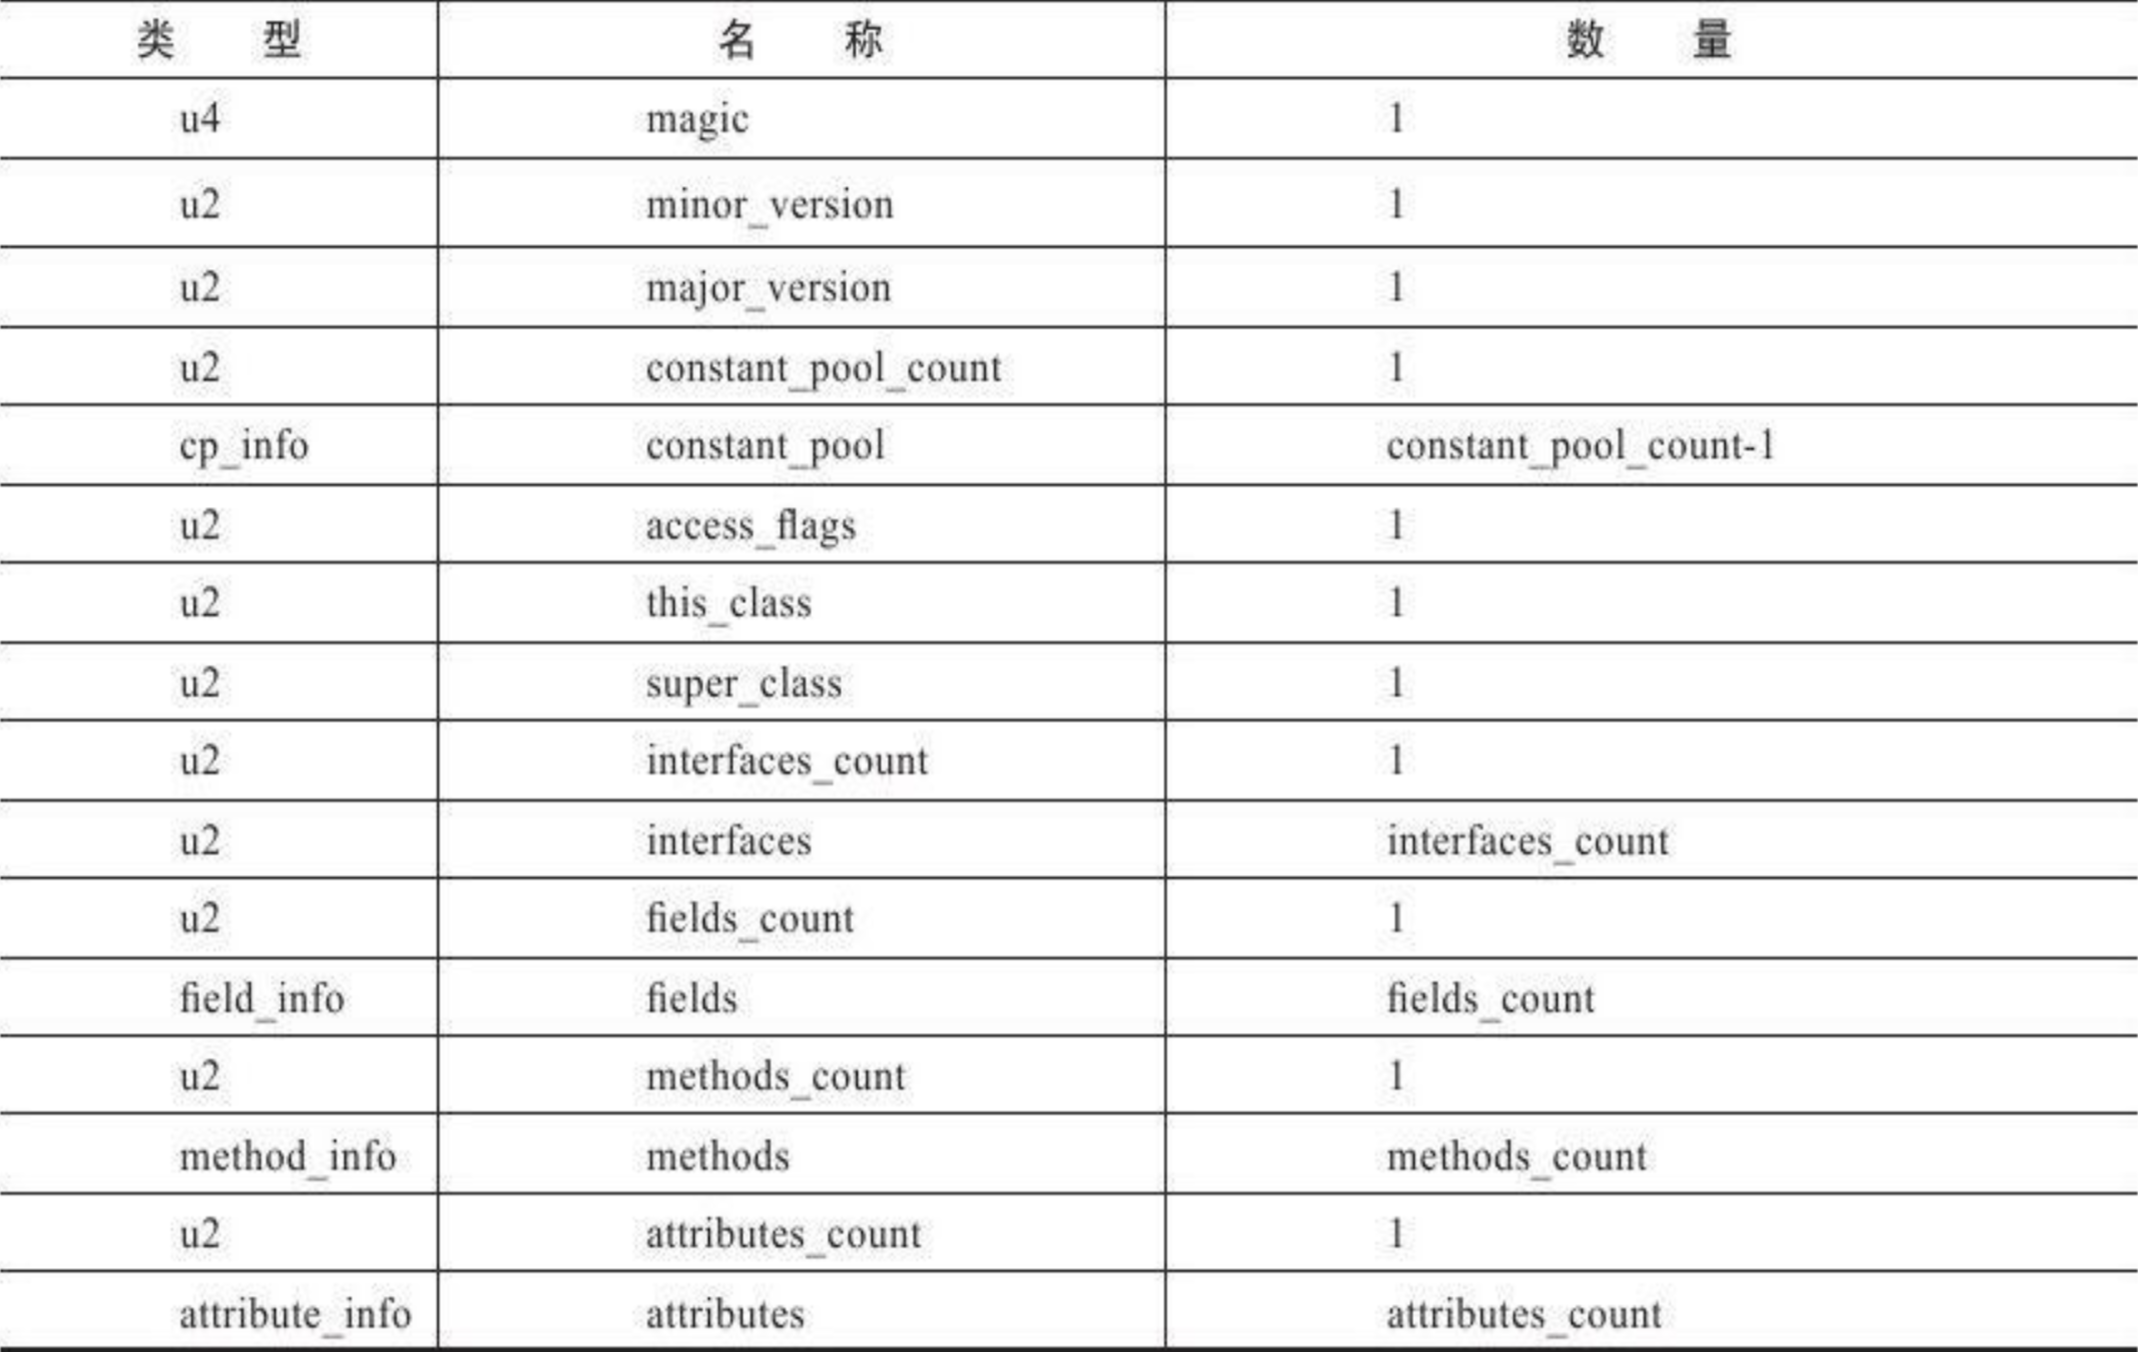 类 型 名 称 数 量
u4 magic 1
u2 minor_version 1
u2 major_version 1
u2 constant_pool_count 1
cp_info constant_pool constant_pool_count-1
u2 access_flags 1
u2 this_class 1
u2 super_class 1
u2 interfaces_count 1
u2 interfaces interfaces_count
u2 fields_count 1
field_info fields fields_count
u2 methods_count 1
method_info methods methods_count
u2 attributes_count 1
attribute_info attributes attributes_count